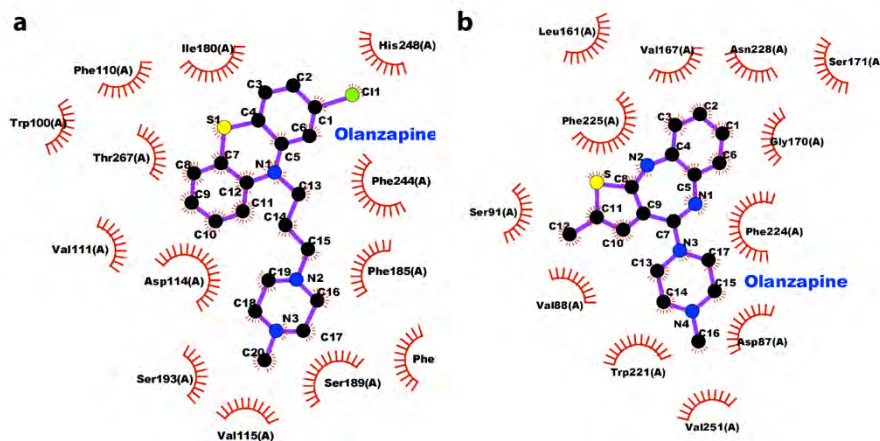 a
Ile180(A)
His248(A)
Phe110(A)
C3
C2
Cl1
Trp100(A)
S1
C4
C1
C6
Olanzapine
Thr267(A)
C7
C5
C8
N1
C12
C13
Phe244(A)
C9
C11
C10
C14
Val111(A)
C15
Asp114(A)
C19
N2
Phe185(A)
C18
C16
N3
C17
C20
Phe
Ser193(A)
Ser189(A)
Val115(A)
b
Leu161(A)
Val167(A)
Asn228(A)
Ser171(A)
C2
C3
C1
Phe225(A)
C4
Gly170(A)
N2
C6
S
C8
C5
N1
Ser91(A)
C11
C9
C12
C10
C7
Phe224(A)
N3
C13
C17
Olanzapine
Val88(A)
C14
C15
N4
C16
Asp87(A)
Trp221(A)
Val251(A)